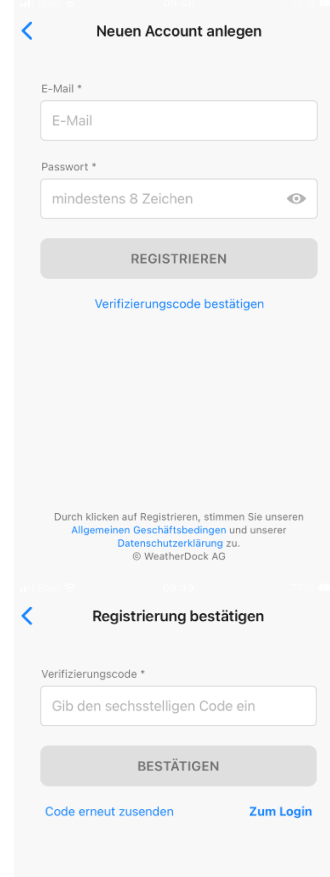 Neuen Account anlegen
E-Mail *
E-Mail
Passwort *
mindestens 8 Zeichen
REGISTRIEREN
Verifizierungscode bestätigen
Durch klicken auf Registrieren, stimmen Sie unseren
Allgemeinen Geschäftsbedingen und unserer
Datenschutzerklärung zu.
© WeatherDock AG
Registrierung bestätigen
Verifizierungscode *
Gib den sechsstelligen Code ein
BESTÄTIGEN
Code erneut zusenden Zum Login